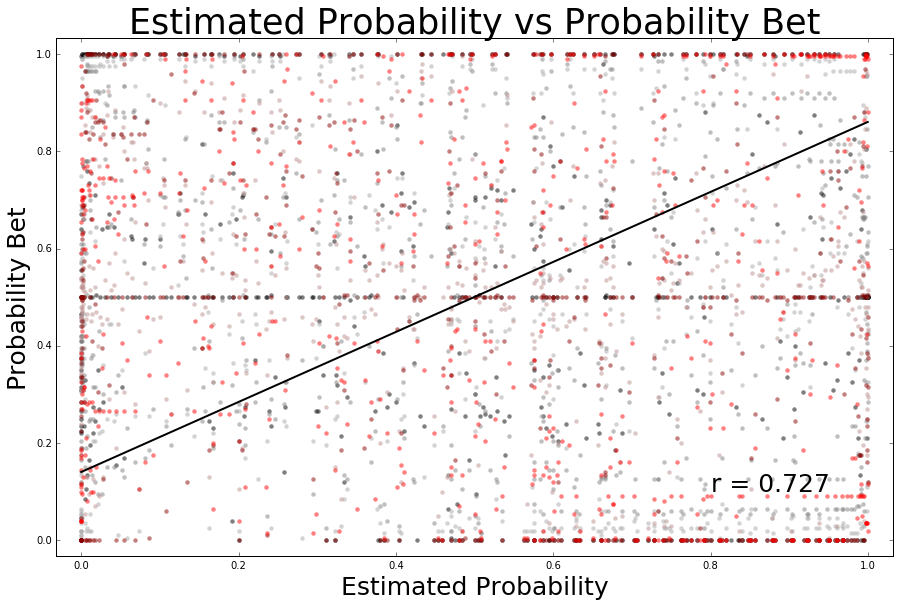 Estimated Probability vs Probability Bet
1.0
0.8
0.6
0.4
0.2
0.0
Probability Bet
r = 0.727
0.0 0.2 0.4 0.6 0.8 1.0
Estimated Probability